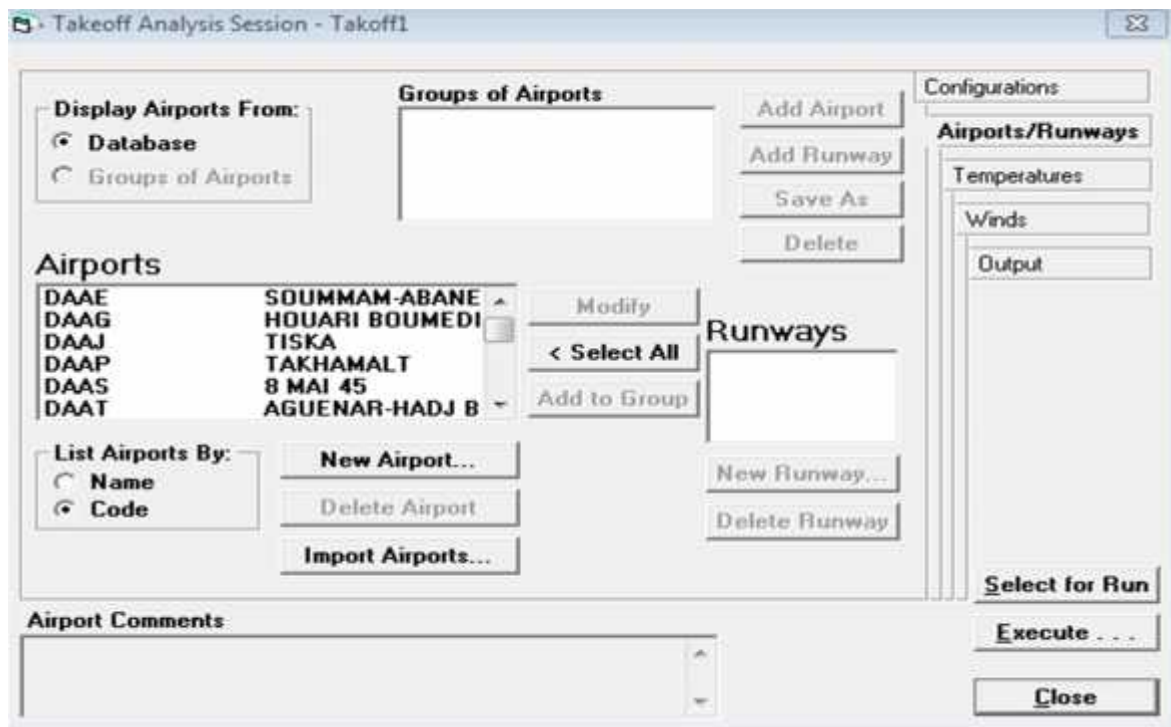 Takeoff Analysis Session - Takoff1
Display Airports From:
Database
Groups of Airports
Groups of Airports
Add Airport
Add Runway
Save As
Delete
Configurations
Airports/Runways
Temperatures
Winds
Output
Airports
DAAE SOUMMAM-ABANE
DAAG HOUARI BOUMEDI
DAAJ TISKA
DAAP TAKHAMALT
DAAS 8 MAI 45
DAAT AGUENAR-HADJ B
Modify
< Select All
Add to Group
Runways
List Airports By:
Name
Code
New Airport...
Delete Airport
Import Airports...
New Runway...
Delete Runway
Select for Run
Execute . . .
Close
Airport Comments